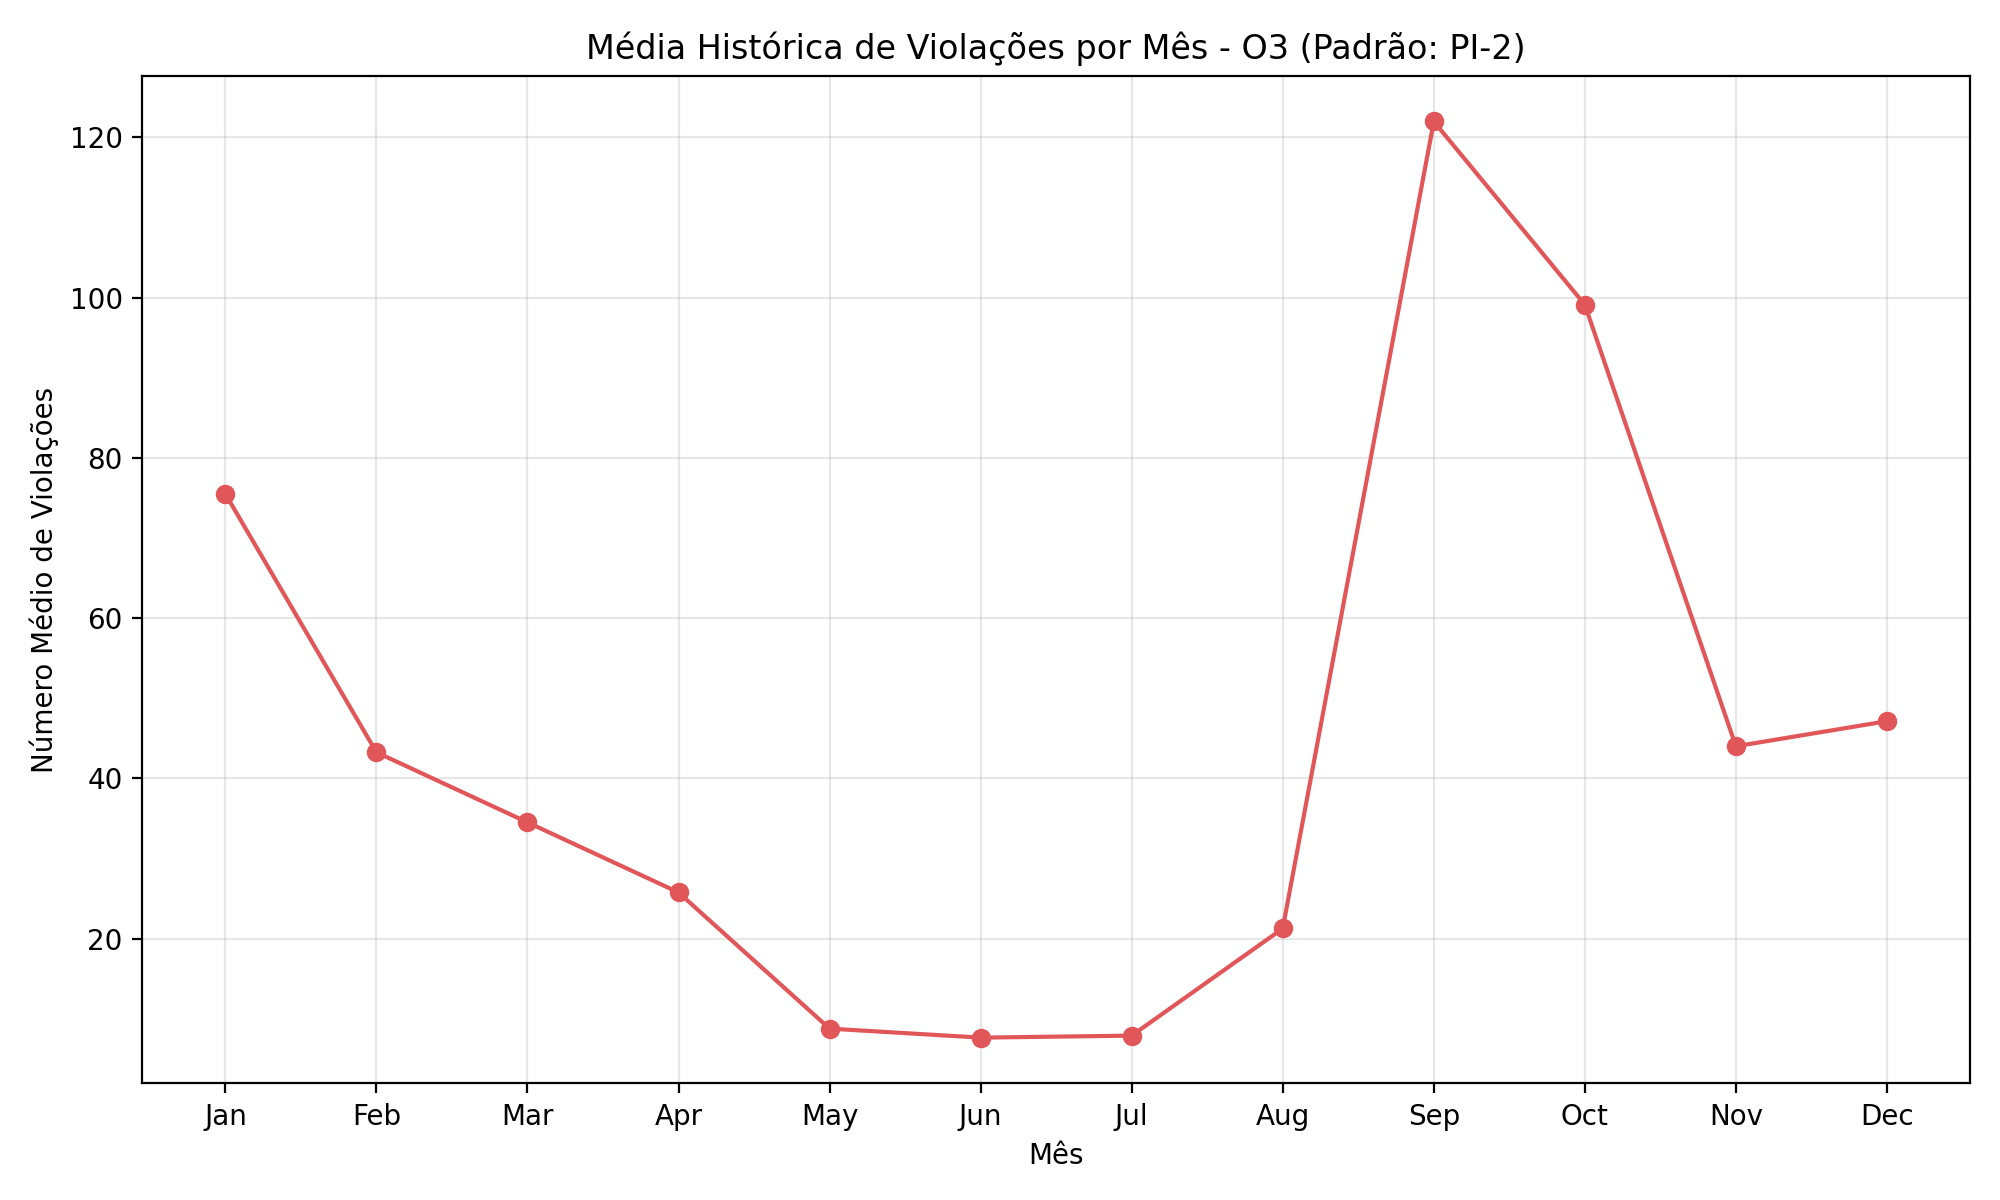 Média Histórica de Violações por Mês - O3 (Padrão: PI-2)
Número Médio de Violações
120
100
80
60
40
20
Jan Feb Mar Apr May Jun Jul Aug Sep Oct Nov Dec
Mês